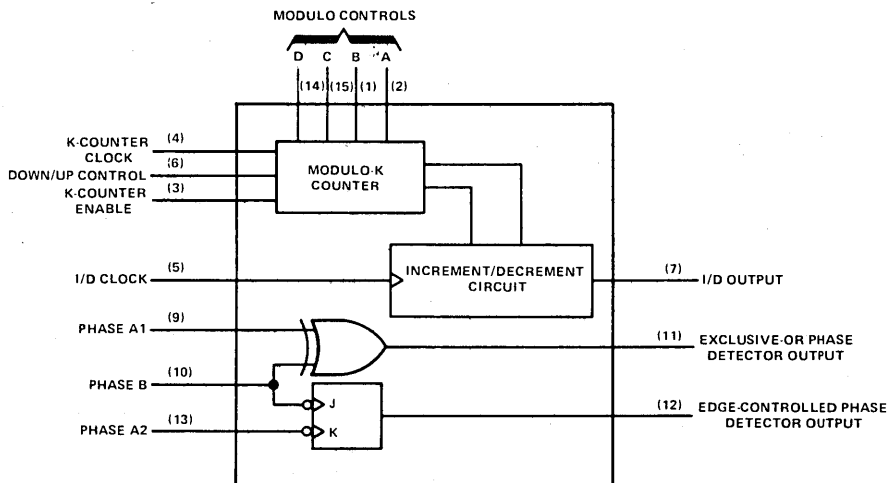 MODULO CONTROLS
D C B A
(14) (15) (1) (2)
K-COUNTER
CLOCK
(4)
DOWN/UP CONTROL
(6)
K-COUNTER
ENABLE
(3)
MODULO-K
COUNTER
I/D CLOCK
(5)
INCREMENT/DECREMENT
CIRCUIT
(7)
I/D OUTPUT
PHASE A1
(9)
(11)
EXCLUSIVE-OR PHASE
DETECTOR OUTPUT
PHASE B
(10)
J
K
(12)
EDGE-CONTROLLED PHASE
DETECTOR OUTPUT
PHASE A2
(13)